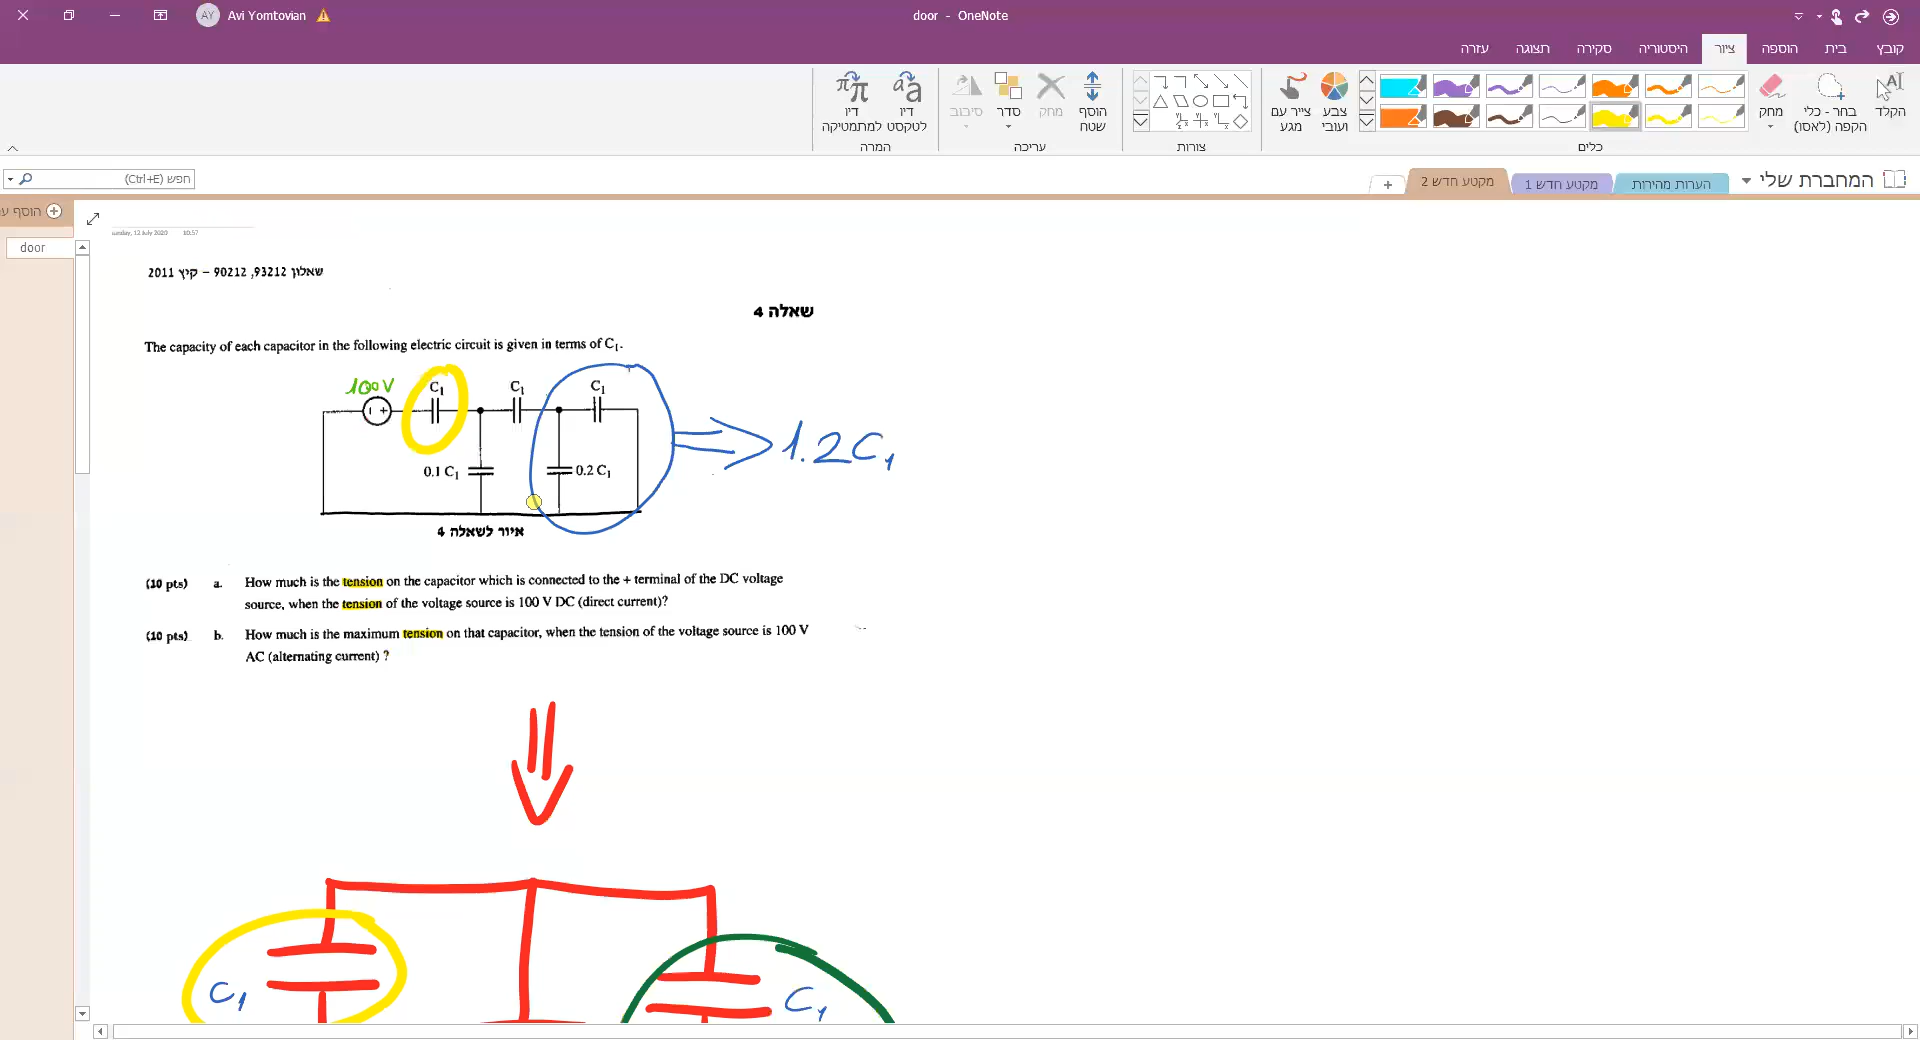 AY Avi Yomtovian
door - OneNote
קובץ בית הוספה ציור היסטוריה סקירה תצוגה עזרה
הקלד
בחר - כלי הקפה (לאסו)
מחק
כלים
צבע ועובי
צייר עם מגע
צורות
הוסף שטח
מחק
סדר
סיבוב
עריכה
דיו לטקסט
דיו למתמטיקה
המרה
המחברת שלי
הערות מהירות
מקטע חדש 1
מקטע חדש 2
+
חפש (Ctrl+E)
door
10:57
שאלון 93212, 90212 – קיץ 2011
שאלה 4
The capacity of each capacitor in the following electric circuit is given in terms of C1.
100V
C1 C1 C1
0.1 C1 0.2 C1
1.2C1
איור לשאלה 4
(10 pts) a. How much is the tension on the capacitor which is connected to the + terminal of the DC voltage
source, when the tension of the voltage source is 100 V DC (direct current)?
(10 pts) b. How much is the maximum tension on that capacitor, when the tension of the voltage source is 100 V
AC (alternating current) ?
C1
C1